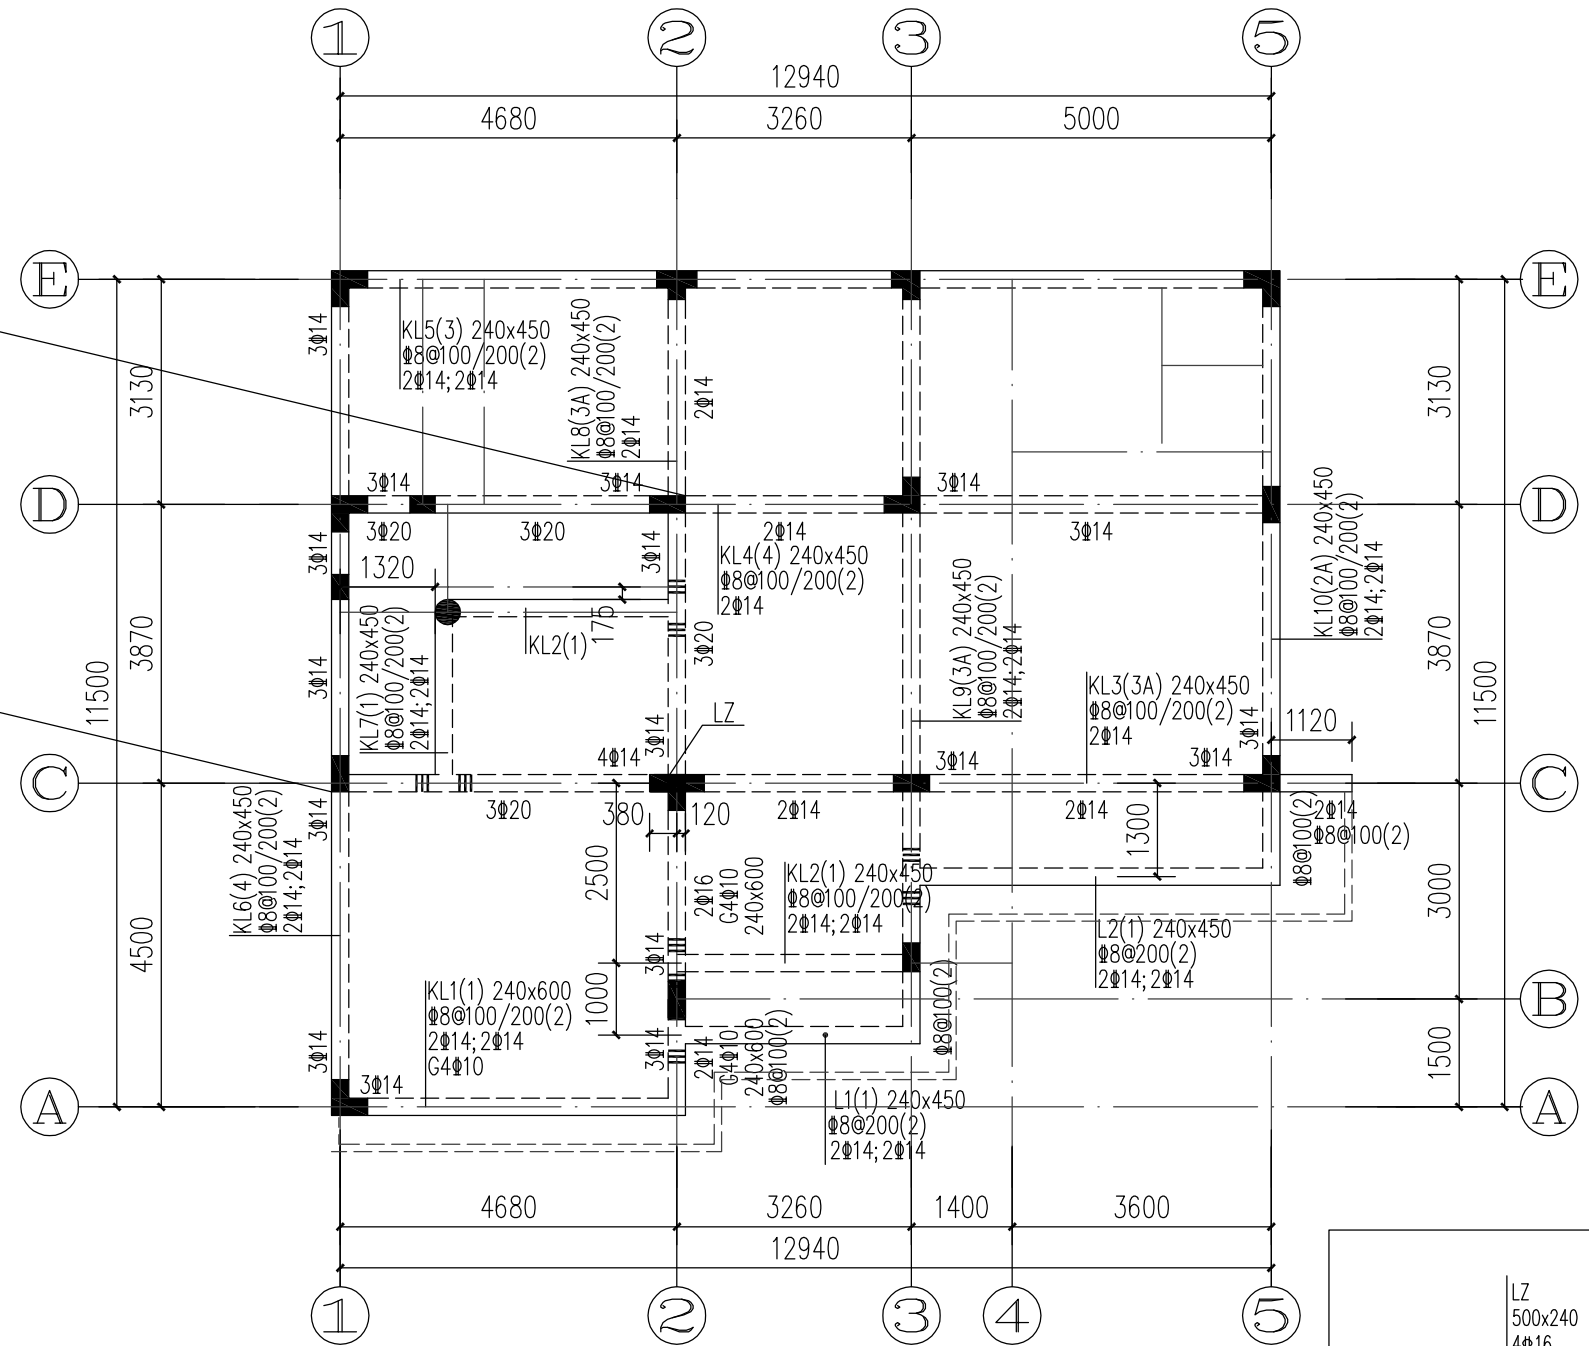 1
2
3
5
12940
4680
3260
5000
E
E
KL5(3) 240x450
Φ8@100/200(2)
2Φ14;2Φ14
KL8(3A) 240x450
Φ8@100/200(2)
2Φ14
3Φ14
2Φ14
3130
3130
3Φ14
3Φ14
3Φ14
D
D
3Φ20
3Φ20
2Φ14
3Φ14
3Φ14
3Φ14
KL4(4) 240x450
Φ8@100/200(2)
2Φ14
KL10(2A) 240x450
Φ8@100/200(2)
2Φ14;2Φ14
1320
175
KL2(1)
3Φ20
3870
3870
11500
11500
KL7(1) 240x450
Φ8@100/200(2)
2Φ14;2Φ14
3Φ14
KL9(3A) 240x450
Φ8@100/200(2)
2Φ14;2Φ14
KL3(3A) 240x450
Φ8@100/200(2)
2Φ14
3Φ14
1120
LZ
3Φ14
4Φ14
3Φ14
3Φ14
C
C
3Φ14
3Φ20
380
120
2Φ14
2Φ14
1300
Φ8@100(2)
2Φ14
Φ8@100(2)
KL6(4) 240x450
Φ8@100/200(2)
2Φ14;2Φ14
2500
2Φ16
G4Φ10
240x600
KL2(1) 240x450
Φ8@100/200(2)
2Φ14;2Φ14
L2(1) 240x450
Φ8@200(2)
2Φ14;2Φ14
4500
3000
3Φ14
1000
KL1(1) 240x600
Φ8@100/200(2)
2Φ14;2Φ14
G4Φ10
B
Φ8@100(2)
3Φ14
3Φ14
3Φ14
2Φ14
G4Φ10
240x600
Φ8@100(2)
1500
A
A
L1(1) 240x450
Φ8@200(2)
2Φ14;2Φ14
4680
3260
1400
3600
12940
1
2
3
4
5
LZ
500x240
4Φ16